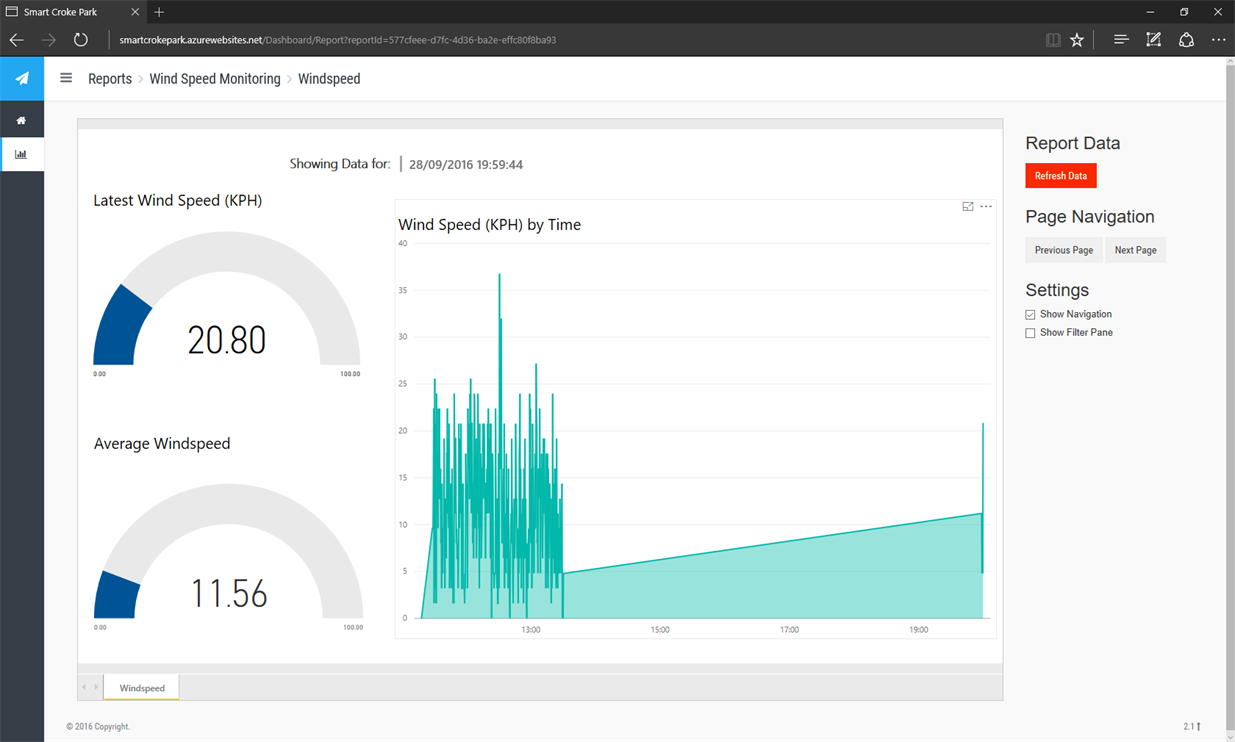 Smart Croke Park
smartcrokepark.azurewebsites.net/Dashboard/Report?reportId=577cfeee-d7fc-4d36-ba2e-effc80f8ba93
Reports > Wind Speed Monitoring > Windspeed
Showing Data for: 28/09/2016 19:59:44
Latest Wind Speed (KPH)
20.80
0.00 100.00
Average Windspeed
11.56
0.00 100.00
Wind Speed (KPH) by Time
40
35
30
25
20
15
10
5
0
13:00 15:00 17:00 19:00
Windspeed
Report Data
Refresh Data
Page Navigation
Previous Page Next Page
Settings
Show Navigation
Show Filter Pane
© 2016 Copyright.
2.1